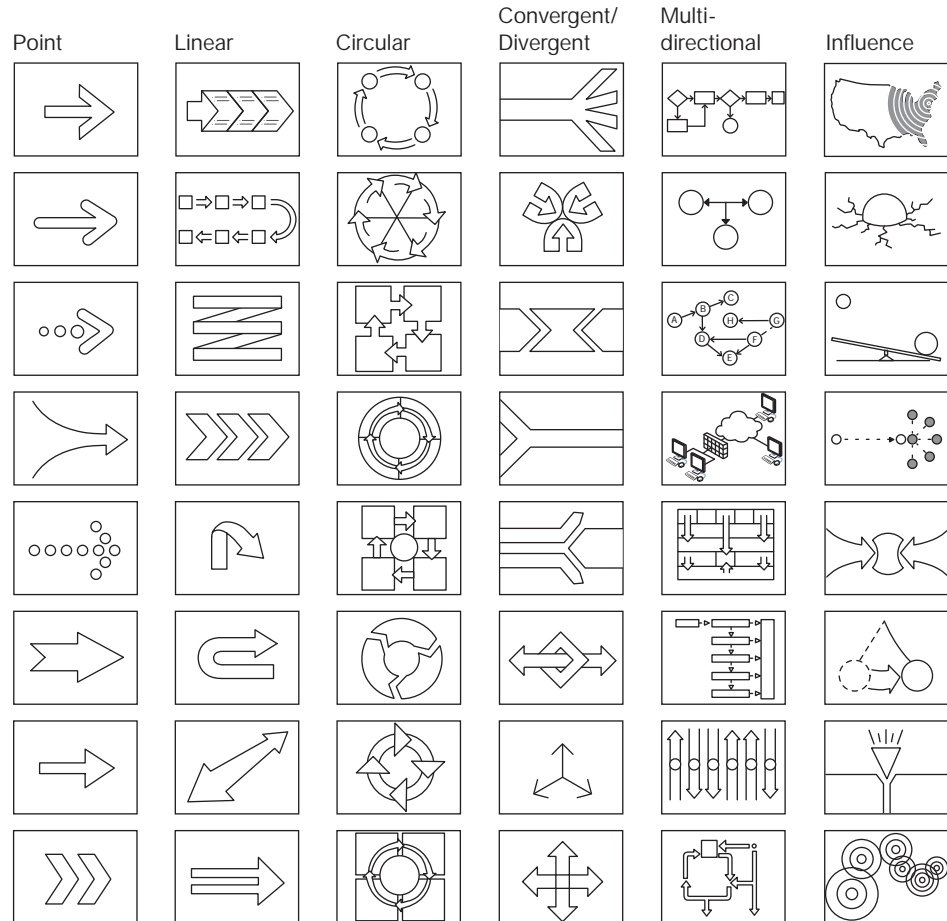 Point
Linear
Circular
Convergent/
Divergent
Multi-
directional
Influence
A
B
C
H
G
D
F
E